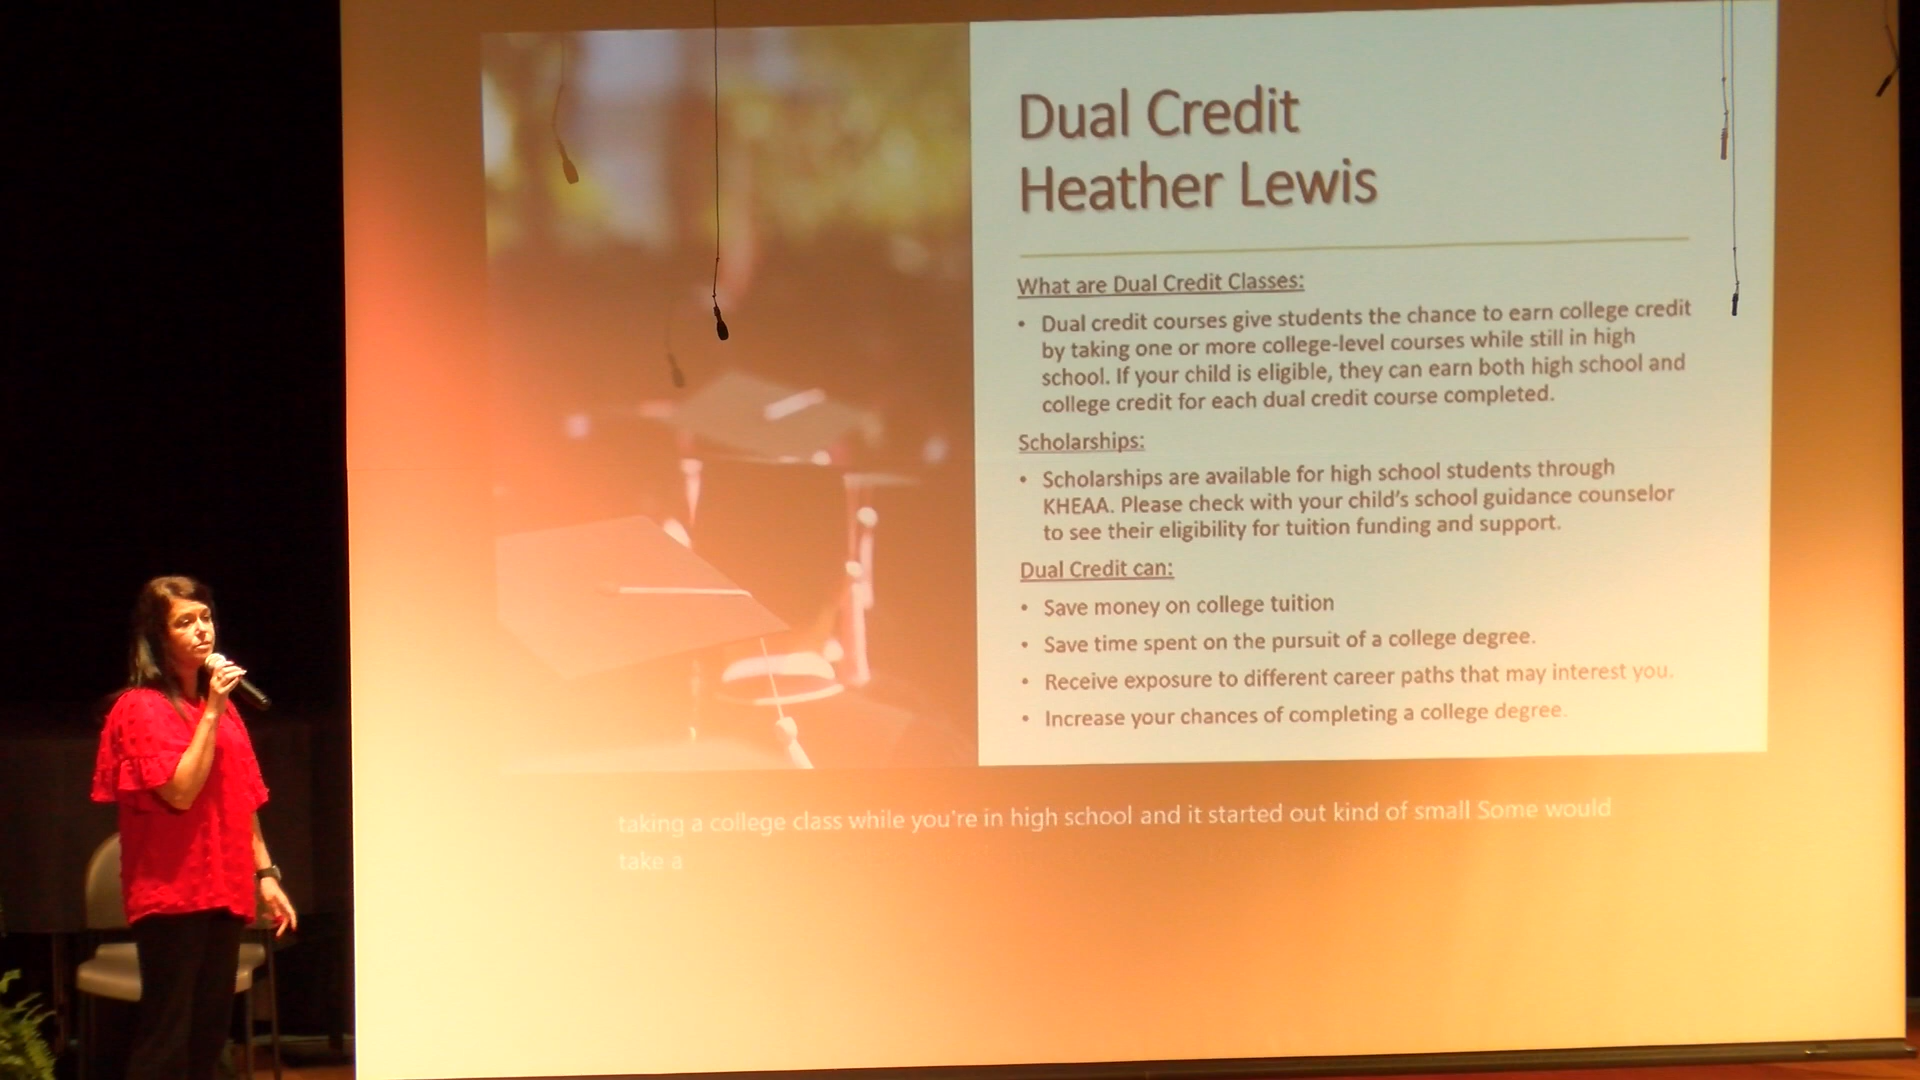 Dual Credit
Heather Lewis
What are Dual Credit Classes:
• Dual credit courses give students the chance to earn college credit
by taking one or more college-level courses while still in high
school. If your child is eligible, they can earn both high school and
college credit for each dual credit course completed.
Scholarships:
• Scholarships are available for high school students through
KHEAA. Please check with your child's school guidance counselor
to see their eligibility for tuition funding and support.
Dual Credit can:
• Save money on college tuition
• Save time spent on the pursuit of a college degree.
• Receive exposure to different career paths that may interest you.
• Increase your chances of completing a college degree.
taking a college class while you're in high school and it started out kind of small Some would
take a